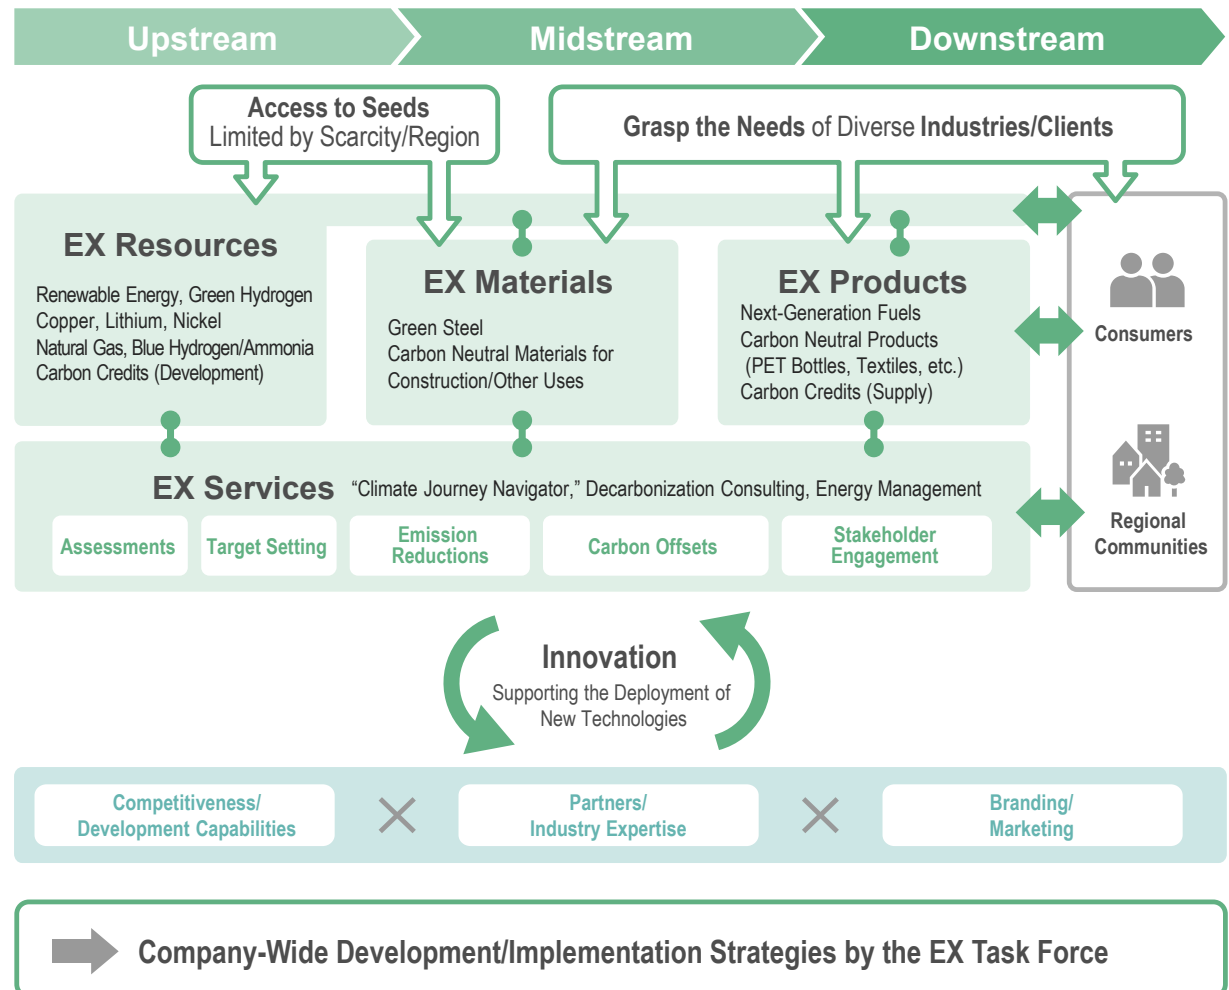 Upstream
Midstream
Downstream
Access to Seeds
Limited by Scarcity/Region
Grasp the Needs of Diverse Industries/Clients
EX Resources
Renewable Energy, Green Hydrogen
Copper, Lithium, Nickel
Natural Gas, Blue Hydrogen/Ammonia
Carbon Credits (Development)
EX Materials
Green Steel
Carbon Neutral Materials for
Construction/Other Uses
EX Products
Next-Generation Fuels
Carbon Neutral Products
(PET Bottles, Textiles, etc.)
Carbon Credits (Supply)
Consumers
Regional
Communities
EX Services “Climate Journey Navigator,” Decarbonization Consulting, Energy Management
Assessments
Target Setting
Emission
Reductions
Carbon Offsets
Stakeholder
Engagement
Innovation
Supporting the Deployment of
New Technologies
Competitiveness/
Development Capabilities
Partners/
Industry Expertise
Branding/
Marketing
Company-Wide Development/Implementation Strategies by the EX Task Force